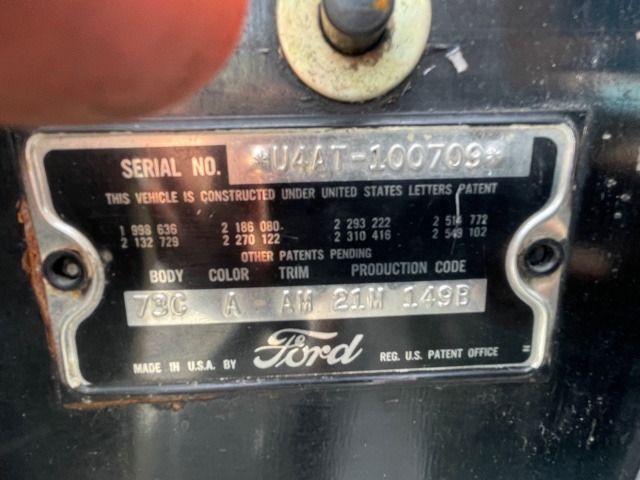 SERIAL NO. *U4AT-100709*
THIS VEHICLE IS CONSTRUCTED UNDER UNITED STATES LETTERS PATENT
1 998 636 2 186 080 2 293 222 2 514 772
2 132 729 2 270 122 2 310 416 2 549 102
OTHER PATENTS PENDING
BODY COLOR TRIM PRODUCTION CODE
73C A AM 21M 149B
MADE IN U.S.A. BY Ford REG. U.S. PATENT OFFICE